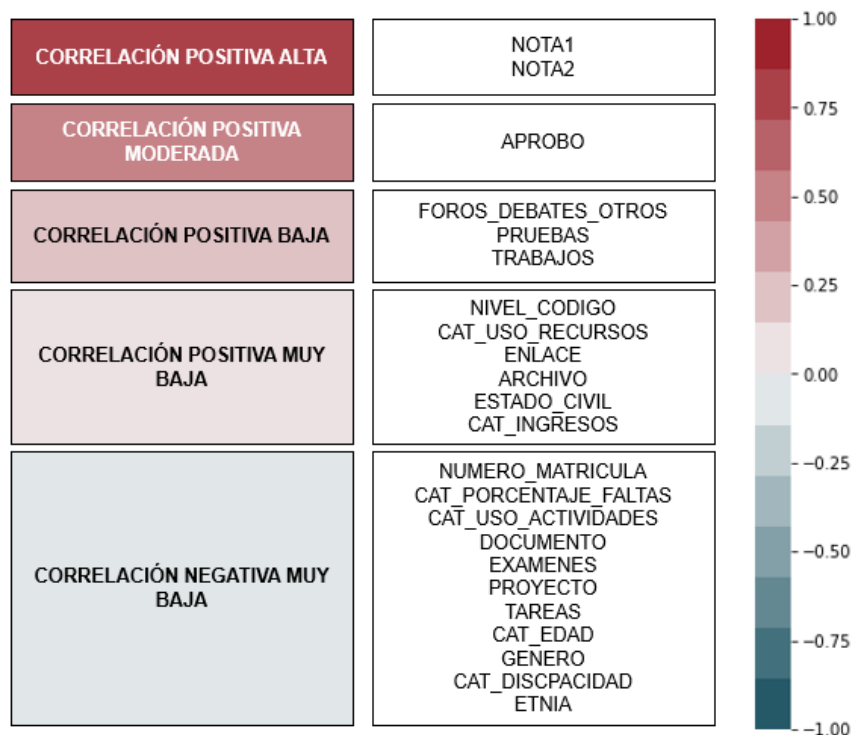 CORRELACIÓN POSITIVA ALTA
NOTA1
NOTA2
CORRELACIÓN POSITIVA
MODERADA
APROBO
CORRELACIÓN POSITIVA BAJA
FOROS_DEBATES_OTROS
PRUEBAS
TRABAJOS
CORRELACIÓN POSITIVA MUY
BAJA
NIVEL_CODIGO
CAT_USO_RECURSOS
ENLACE
ARCHIVO
ESTADO_CIVIL
CAT_INGRESOS
CORRELACIÓN NEGATIVA MUY
BAJA
NUMERO_MATRICULA
CAT_PORCENTAJE_FALTAS
CAT_USO_ACTIVIDADES
DOCUMENTO
EXAMENES
PROYECTO
TAREAS
CAT_EDAD
GENERO
CAT_DISCPACIDAD
ETNIA
1.00
0.75
0.50
0.25
0.00
−0.25
−0.50
−0.75
−1.00